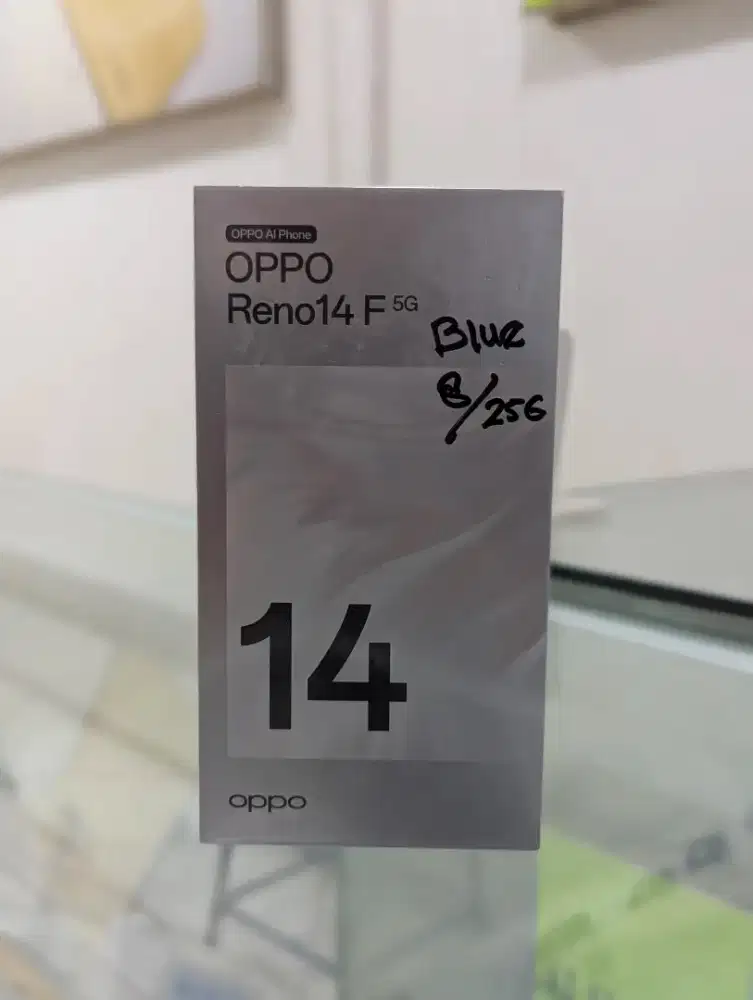 OPPO AI Phone
OPPO
Reno14 F 5G
Blue
8/256
14
oppo